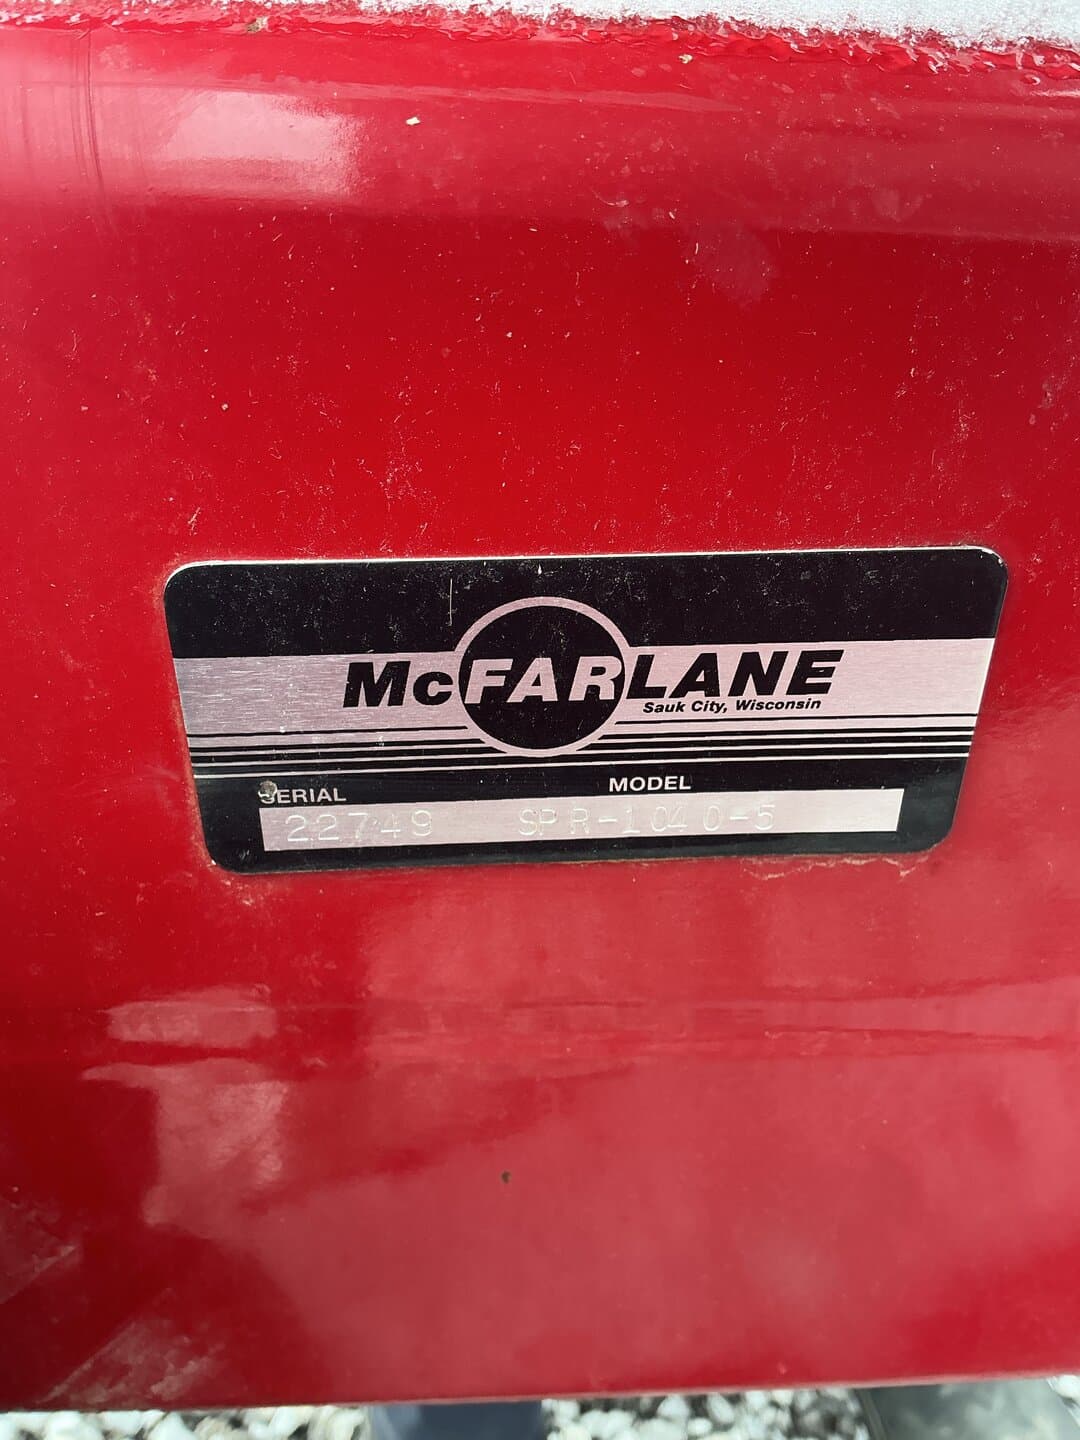 McFARLANE
Sauk City, Wisconsin
SERIAL MODEL
22749 SPR-1040-5